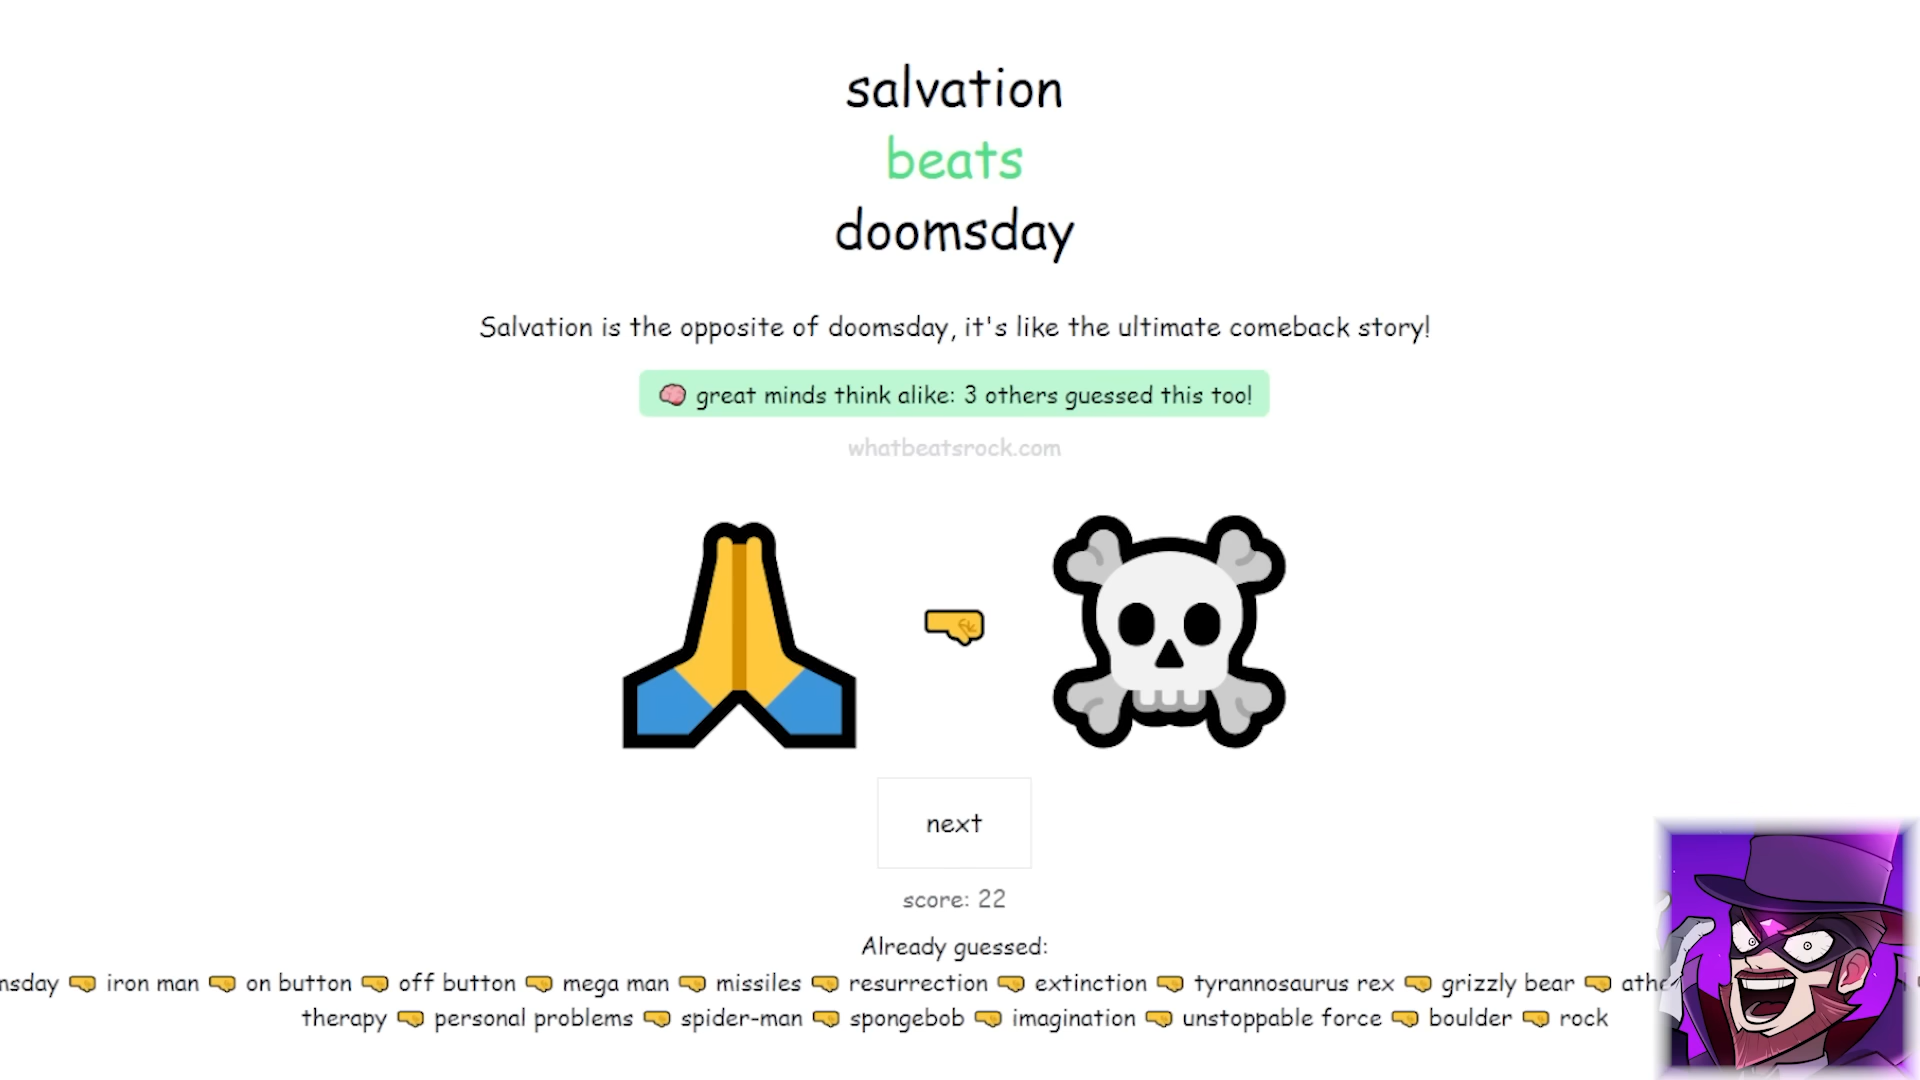 salvation
beats
doomsday
Salvation is the opposite of doomsday, it's like the ultimate comeback story!
🧠 great minds think alike: 3 others guessed this too!
whatbeatsrock.com
next
score: 22
Already guessed:
🤜 iron man 🤜 on button 🤜 off button 🤜 mega man 🤜 missiles 🤜 resurrection 🤜 extinction 🤜 tyrannosaurus rex 🤜 grizzly bear 🤜
therapy 🤜 personal problems 🤜 spider-man 🤜 spongebob 🤜 imagination 🤜 unstoppable force 🤜 boulder 🤜 rock